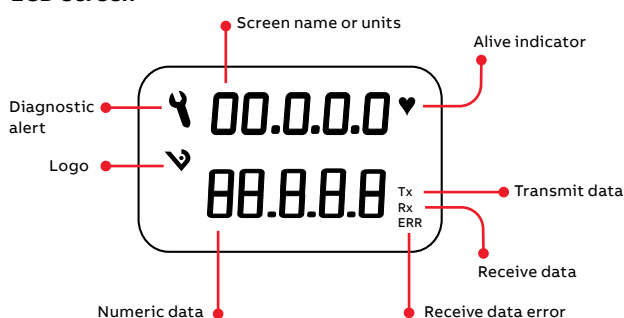 Screen name or units
Alive indicator
Diagnostic
alert
00.0.0.0
Logo
88.8.8.8
Tx
Rx
ERR
Transmit data
Receive data
Numeric data
Receive data error